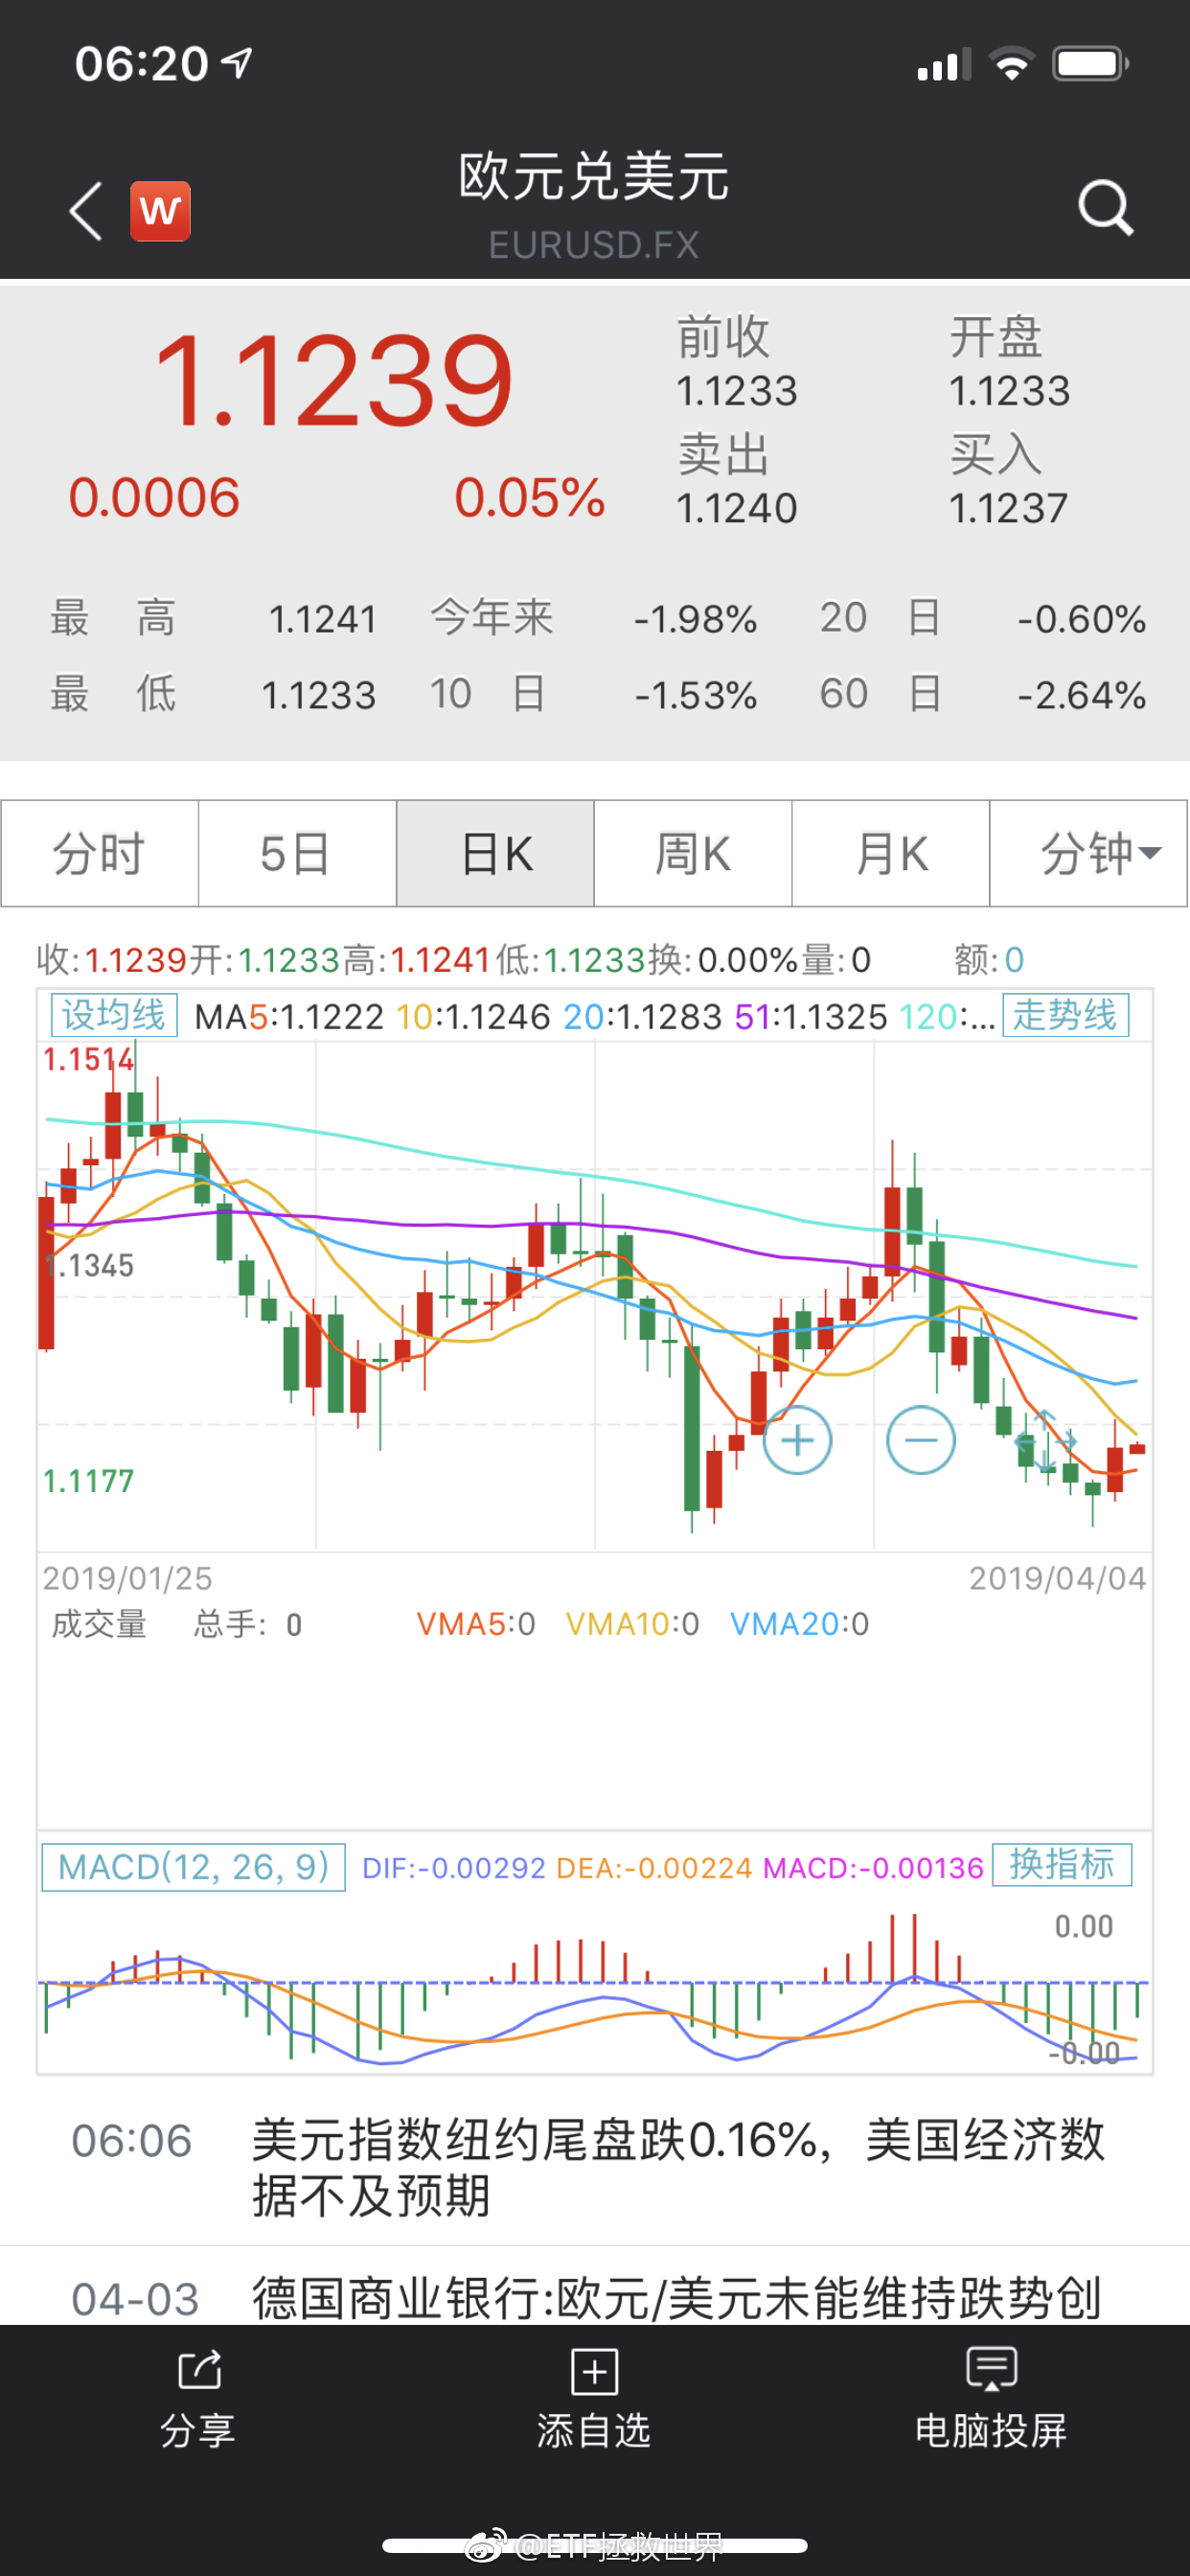 06:20
W
欧元兑美元
EURUSD.FX
1.1239
0.0006 0.05%
前收 开盘
1.1233 1.1233
卖出 买入
1.1240 1.1237
最 高 1.1241 今年来 -1.98% 20 日 -0.60%
最 低 1.1233 10 日 -1.53% 60 日 -2.64%
分时 5日 日K 周K 月K 分钟
收:1.1239开:1.1233高:1.1241低:1.1233换:0.00%量:0 额:0
设均线 MA5:1.1222 10:1.1246 20:1.1283 51:1.1325 120:... 走势线
1.1514
1.1345
1.1177
2019/01/25 2019/04/04
成交量 总手: 0 VMA5:0 VMA10:0 VMA20:0
MACD(12, 26, 9) DIF:-0.00292 DEA:-0.00224 MACD:-0.00136 换指标
0.00
-0.00
06:06 美元指数纽约尾盘跌0.16%，美国经济数
据不及预期
04-03 德国商业银行:欧元/美元未能维持跌势创
分享 添自选 电脑投屏
@ETF拯救世界